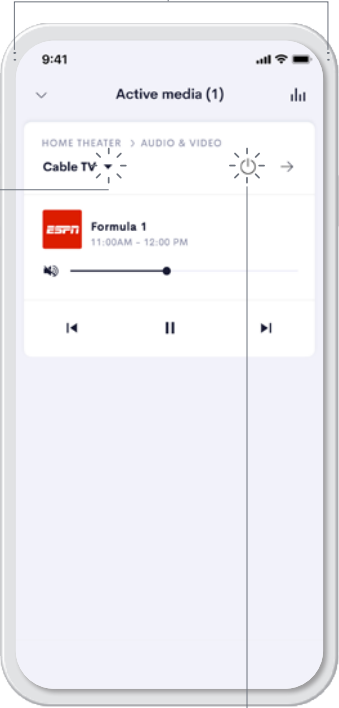 9:41
Active media (1)
HOME THEATER > AUDIO & VIDEO
Cable TV
ESPN
Formula 1
11:00AM - 12:00 PM